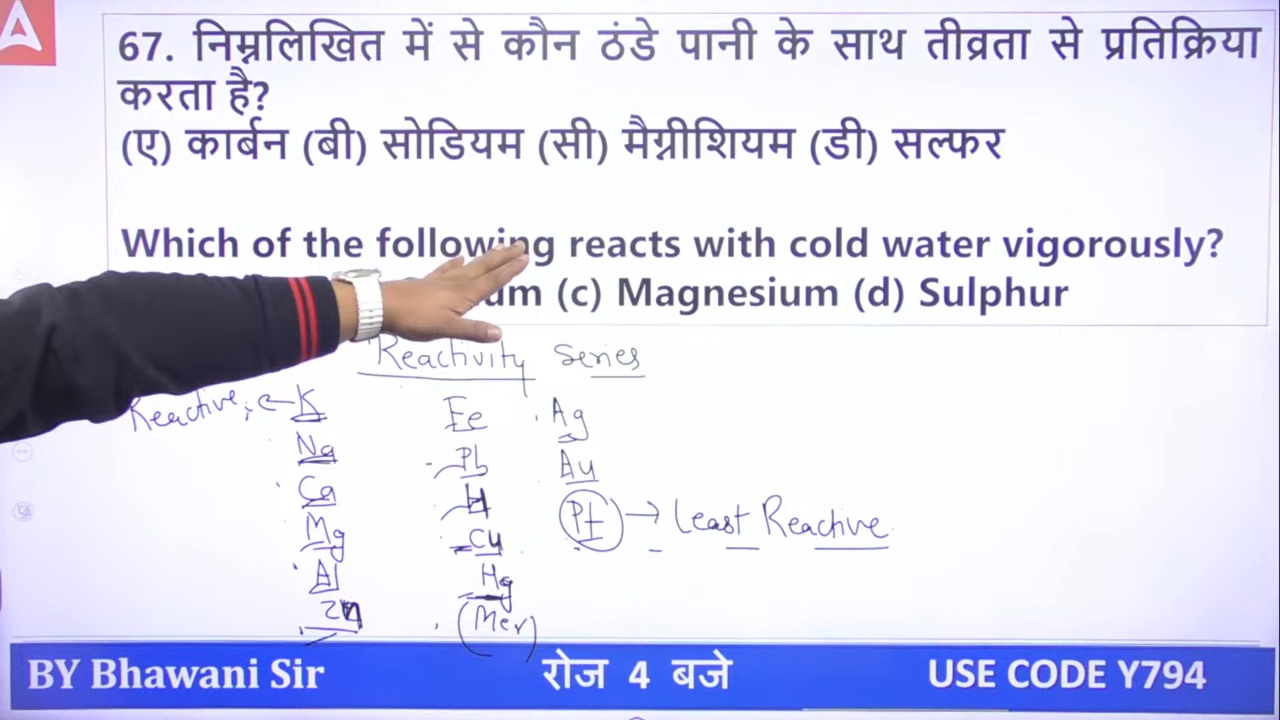 67. निम्नलिखित में से कौन ठंडे पानी के साथ तीव्रता से प्रतिक्रिया
करता है?
(ए) कार्बन (बी) सोडियम (सी) मैग्नीशियम (डी) सल्फर
Which of the following reacts with cold water vigorously?
um (c) Magnesium (d) Sulphur
Reactivity Series
Reactive ← K Fe Ag
Na Pb Au
Ca H Pt → Least Reactive
Mg Cu
Al Hg
Zn (Mer)
BY Bhawani Sir रोज 4 बजे USE CODE Y794